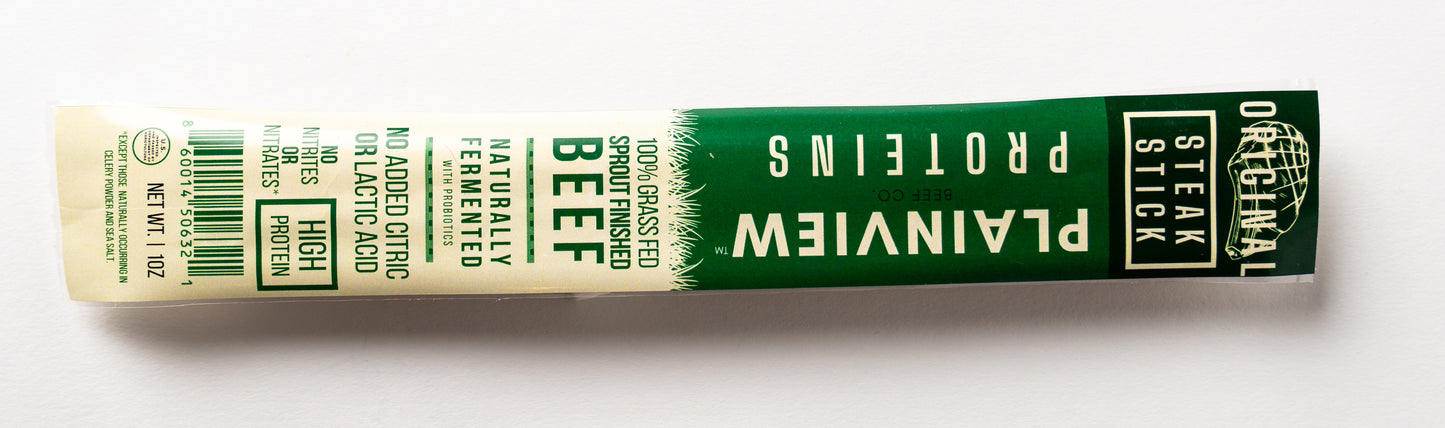 ORIGINAL
STEAK
STICK
PLAINVIEW™
BEEF CO.
PROTEINS
100% GRASS FED
SPROUT FINISHED
BEEF
NATURALLY
FERMENTED
WITH PROBIOTICS
NO ADDED CITRIC
OR LACTIC ACID
NO
NITRITES
OR
NITRATES*
HIGH
PROTEIN
8 60014 50632 1
NET WT. | 1OZ
*EXCEPT THOSE NATURALLY OCCURRING IN
CELERY POWDER AND SEA SALT.
U.S.
INSPECTED